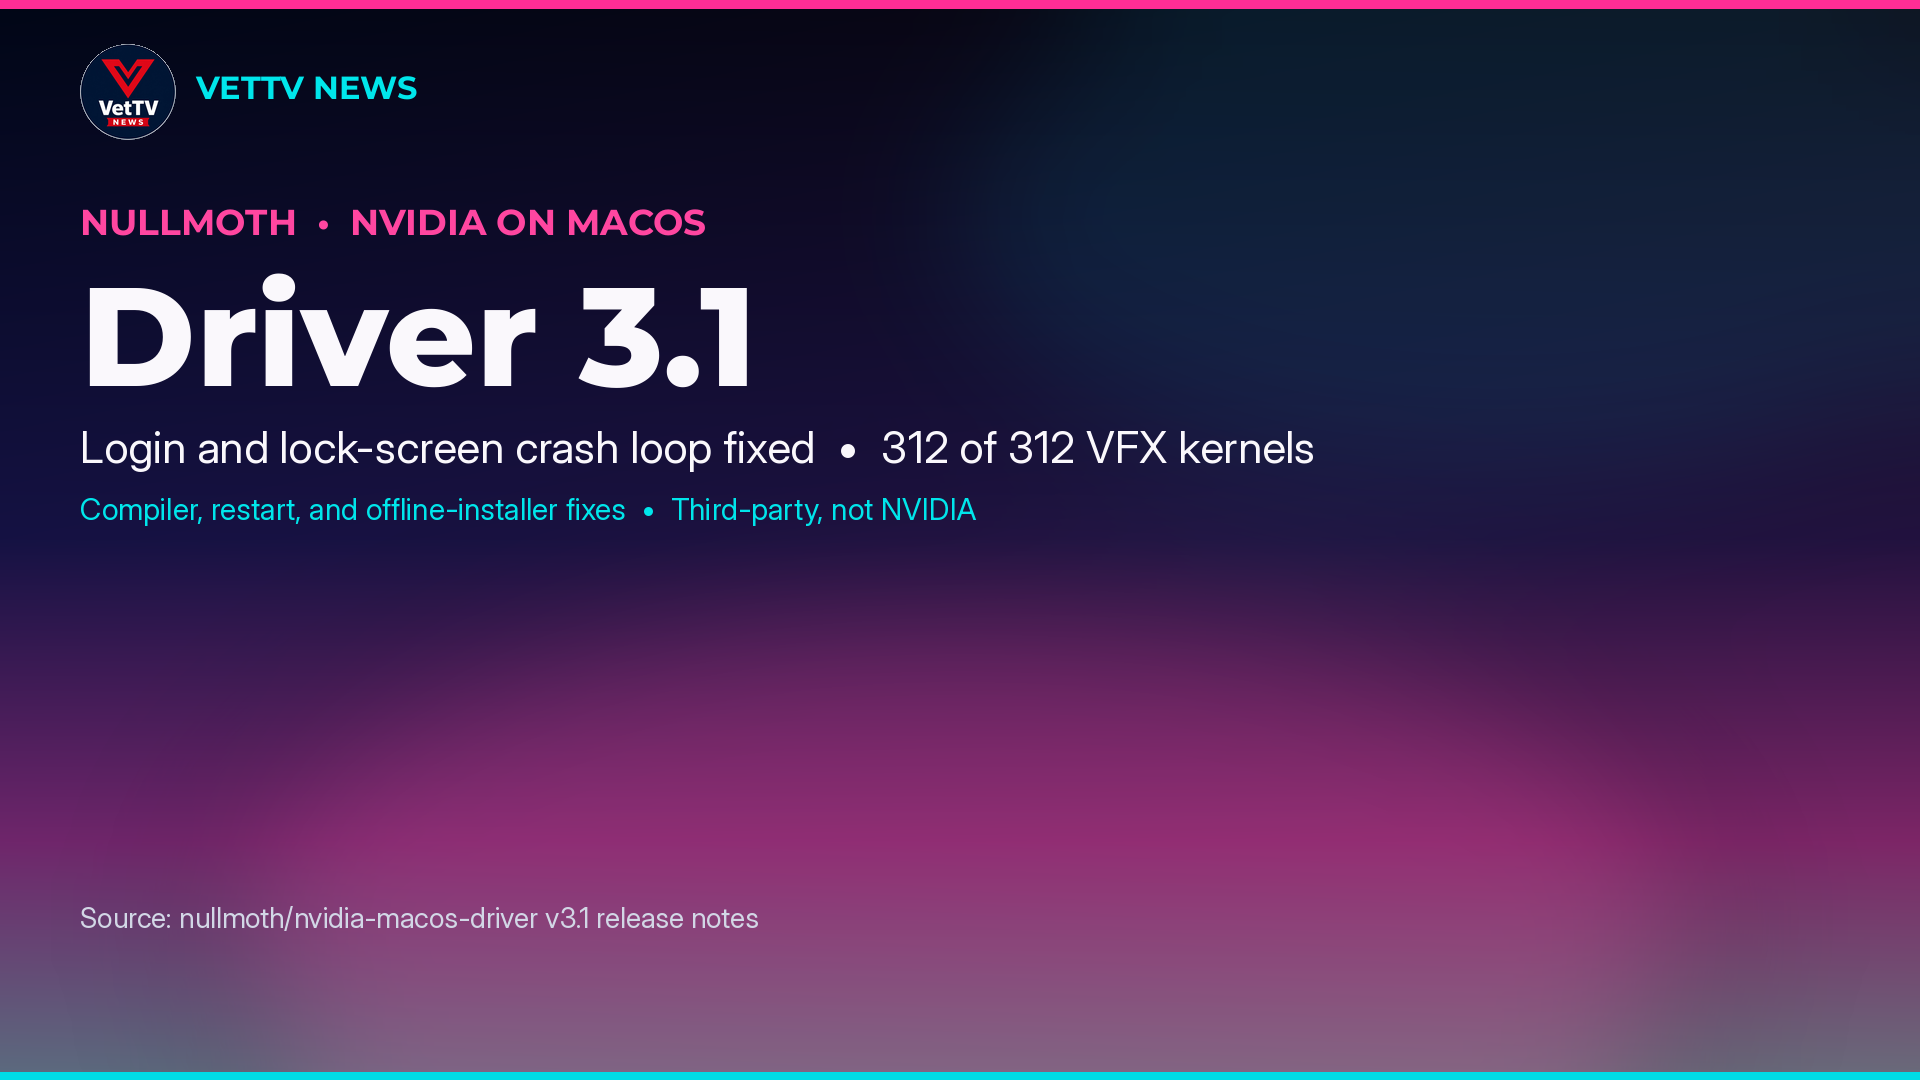 VetTV
NEWS
VETTV NEWS
NULLMOTH • NVIDIA ON MACOS
Driver 3.1
Login and lock-screen crash loop fixed • 312 of 312 VFX kernels
Compiler, restart, and offline-installer fixes • Third-party, not NVIDIA
Source: nullmoth/nvidia-macos-driver v3.1 release notes